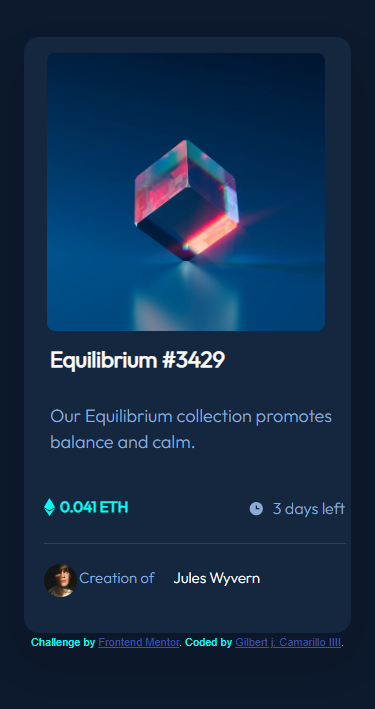 Equilibrium #3429
Our Equilibrium collection promotes
balance and calm.
0.041 ETH 3 days left
Creation of Jules Wyvern
Challenge by Frontend Mentor. Coded by Gilbert j. Camarillo IIII.